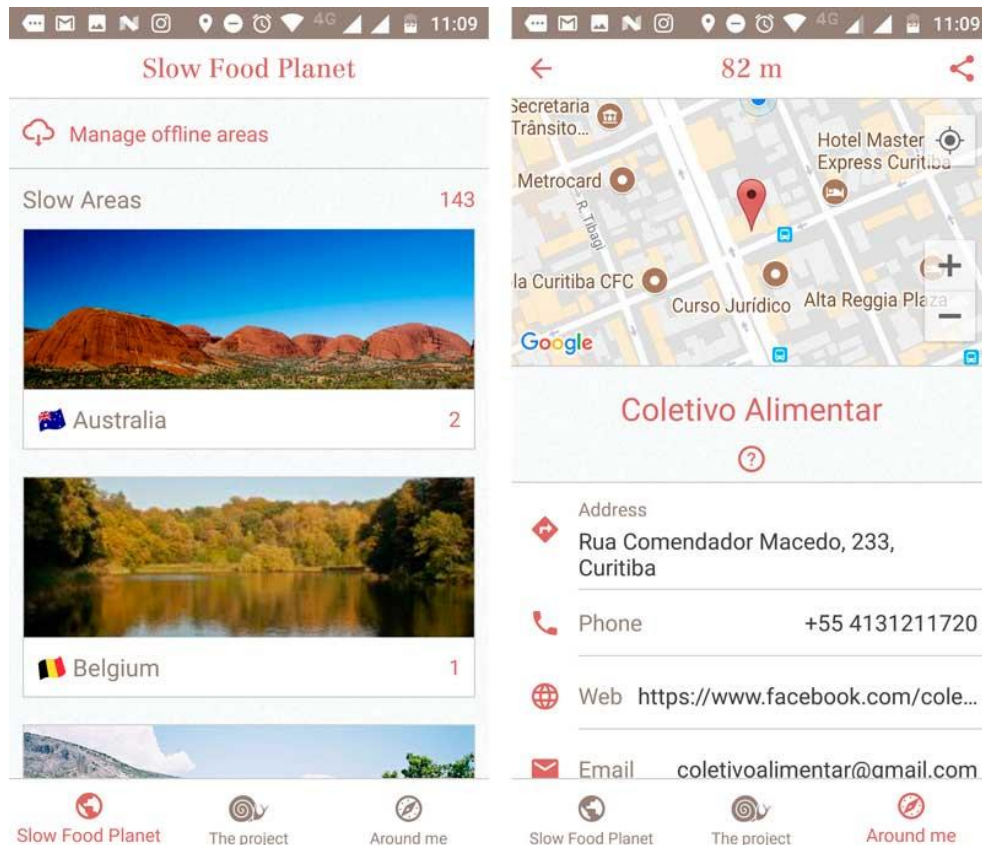 4G 11:09
Slow Food Planet
Manage offline areas
Slow Areas 143
Australia 2
Belgium 1
Slow Food Planet The project Around me
4G 11:09
82 m
Secretaria
Trânsito...
Hotel Master
Express Curitiba
Metrocard
R. Tibagi
la Curitiba CFC
Curso Jurídico
Alta Reggia Plaza
Google
Coletivo Alimentar
?
Address
Rua Comendador Macedo, 233,
Curitiba
Phone +55 4131211720
Web https://www.facebook.com/cole...
Email coletivoalimentar@gmail.com
Slow Food Planet The project Around me